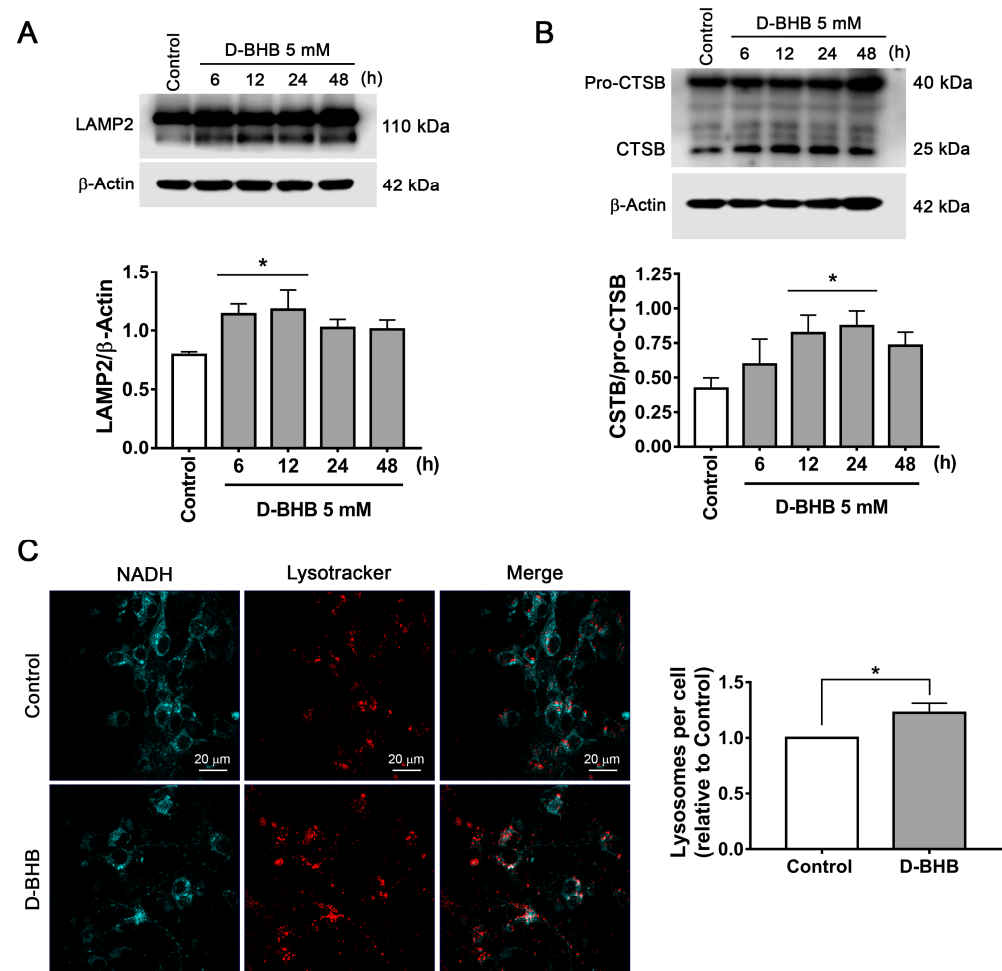 A
Control
D-BHB 5 mM
6 12 24 48 (h)
LAMP2
110 kDa
β-Actin
42 kDa
LAMP2/β-Actin
1.5
1.0
0.5
0.0
*
Control
6 12 24 48 (h)
D-BHB 5 mM
B
Control
D-BHB 5 mM
6 12 24 48 (h)
Pro-CTSB
40 kDa
CTSB
25 kDa
β-Actin
42 kDa
CSTB/pro-CTSB
1.25
1.00
0.75
0.50
0.25
0.00
*
Control
6 12 24 48 (h)
D-BHB 5 mM
C
NADH Lysotracker Merge
Control
20 μm 20 μm 20 μm
D-BHB
Lysosomes per cell
(relative to Control)
1.5
1.0
0.5
0.0
*
Control D-BHB